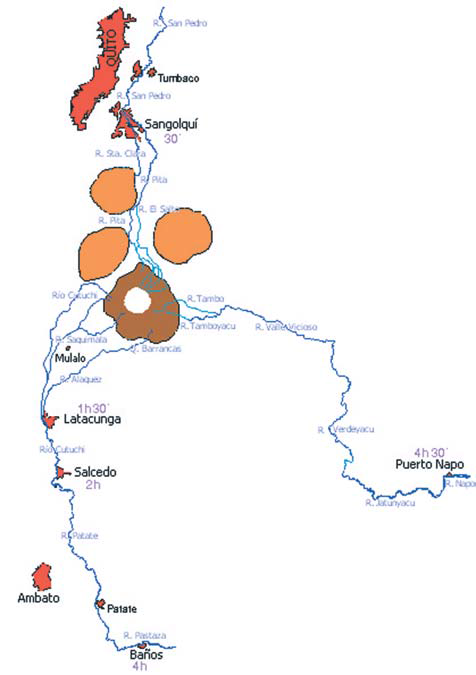 R. San Pedro
QUITO
Tumbaco
R. San Pedro
Sangolquí
30´
R. Sta. Clara
R. Pita
R. El Salto
R. Pita
Río Cutuchi
R. Tambo
R. Tamboyacu
R. Valle Vicioso
R. Saquimala
Q. Barrancas
Mulalo
R. Alaquez
1h30´
Latacunga
R. Verdeyacu
Río Cutuchi
4h30´
Puerto Napo
Salcedo
2h
R. Napo
R. Jatunyacu
R. Patate
Ambato
Patate
R. Pastaza
Baños
4h